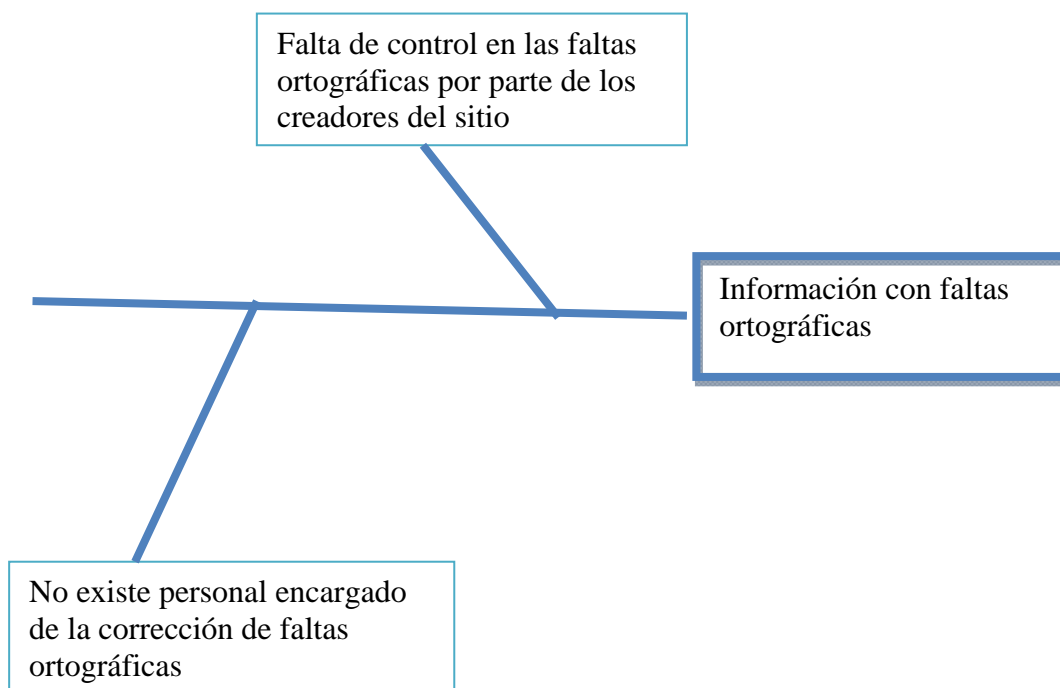 Falta de control en las faltas
ortográficas por parte de los
creadores del sitio
Información con faltas
ortográficas
No existe personal encargado
de la corrección de faltas
ortográficas